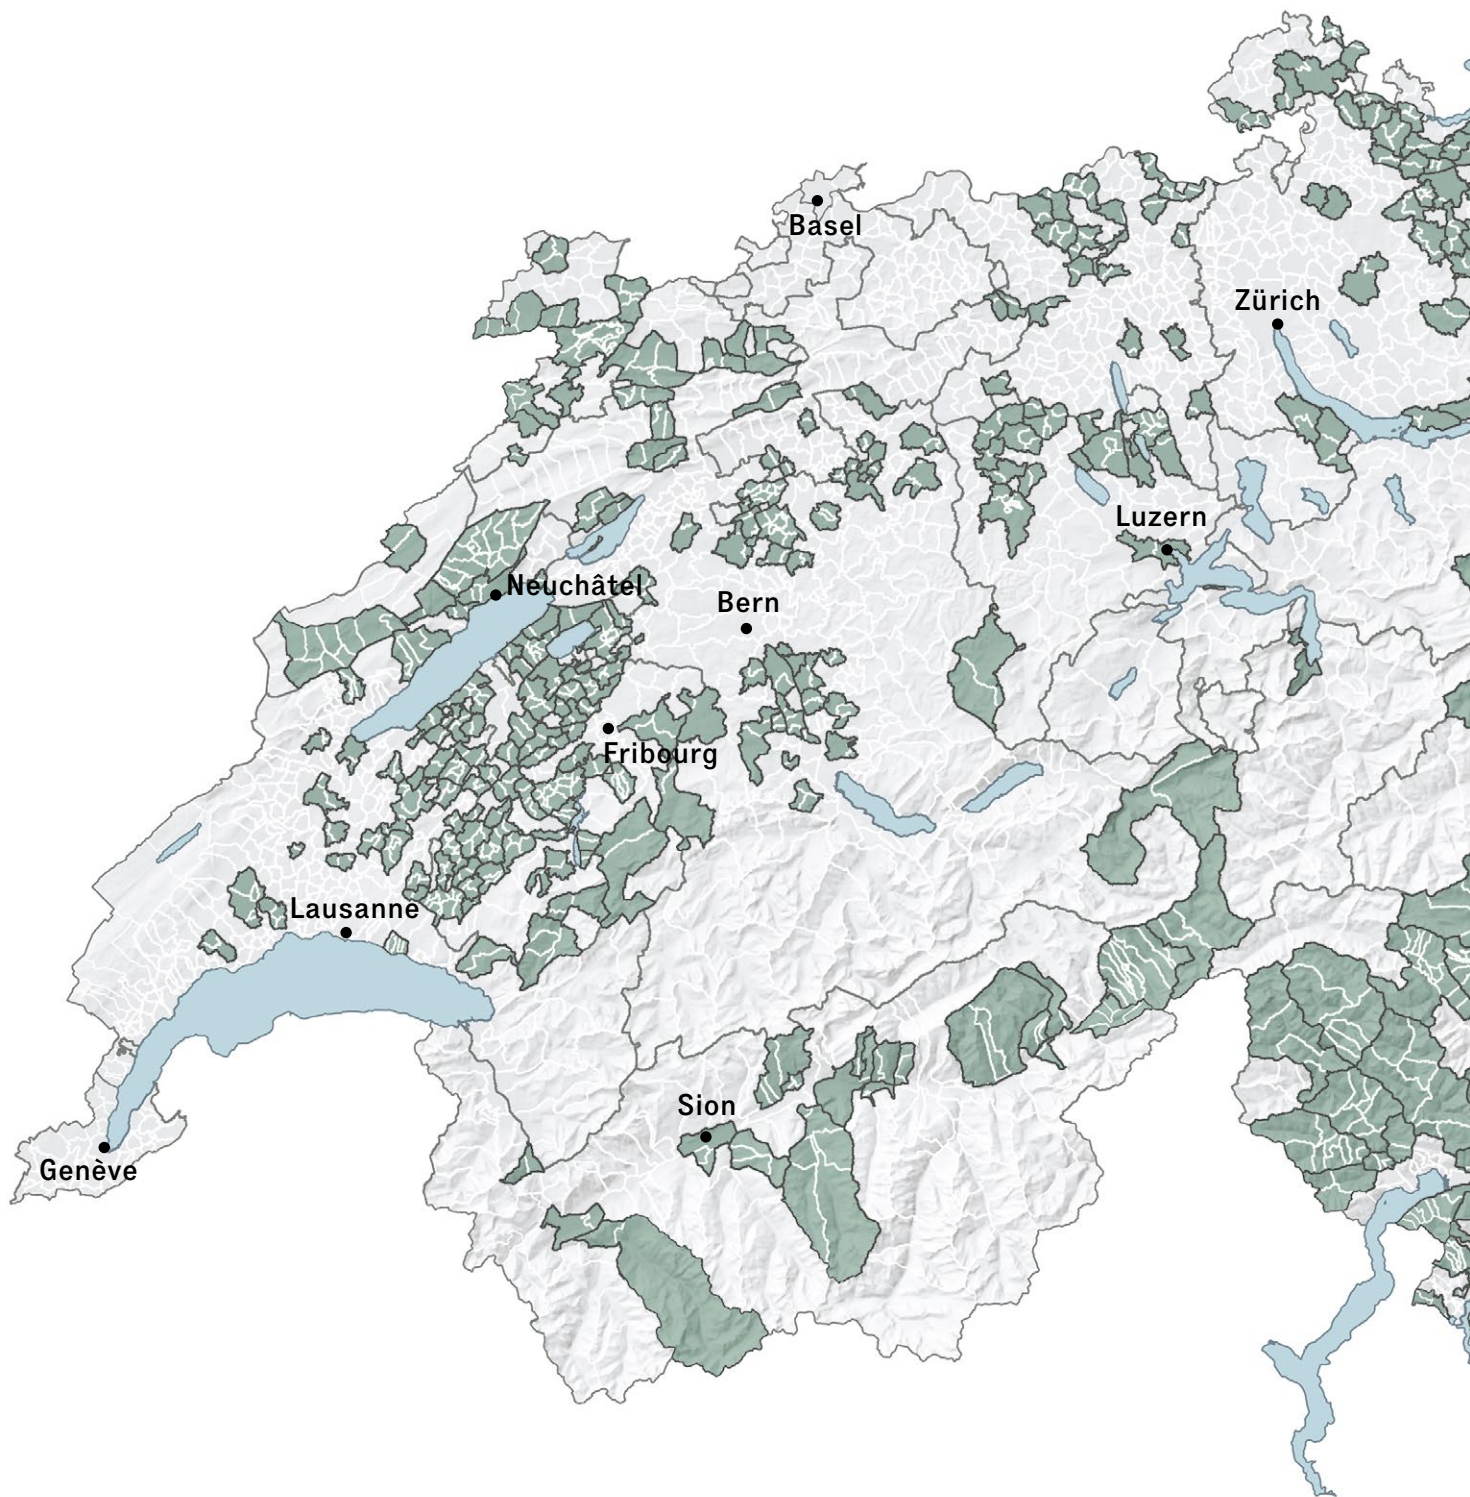 Basel
Zürich
Luzern
Neuchâtel
Bern
Fribourg
Lausanne
Sion
Genève